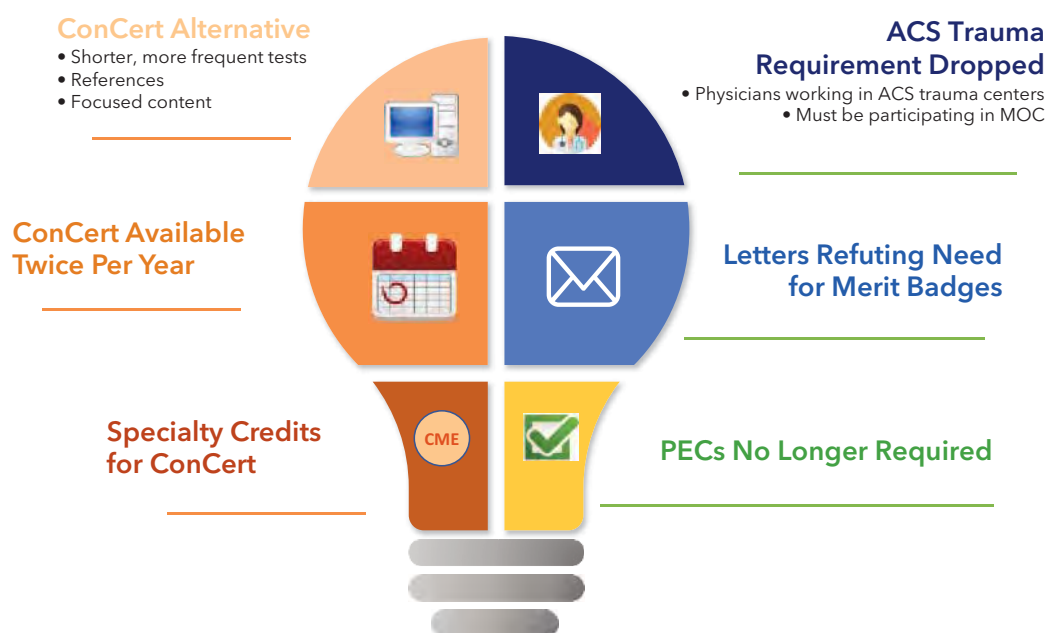 ConCert Alternative
• Shorter, more frequent tests
• References
• Focused content
ACS Trauma
Requirement Dropped
• Physicians working in ACS trauma centers
• Must be participating in MOC
ConCert Available
Twice Per Year
Letters Refuting Need
for Merit Badges
Specialty Credits
for ConCert
CME
PECs No Longer Required